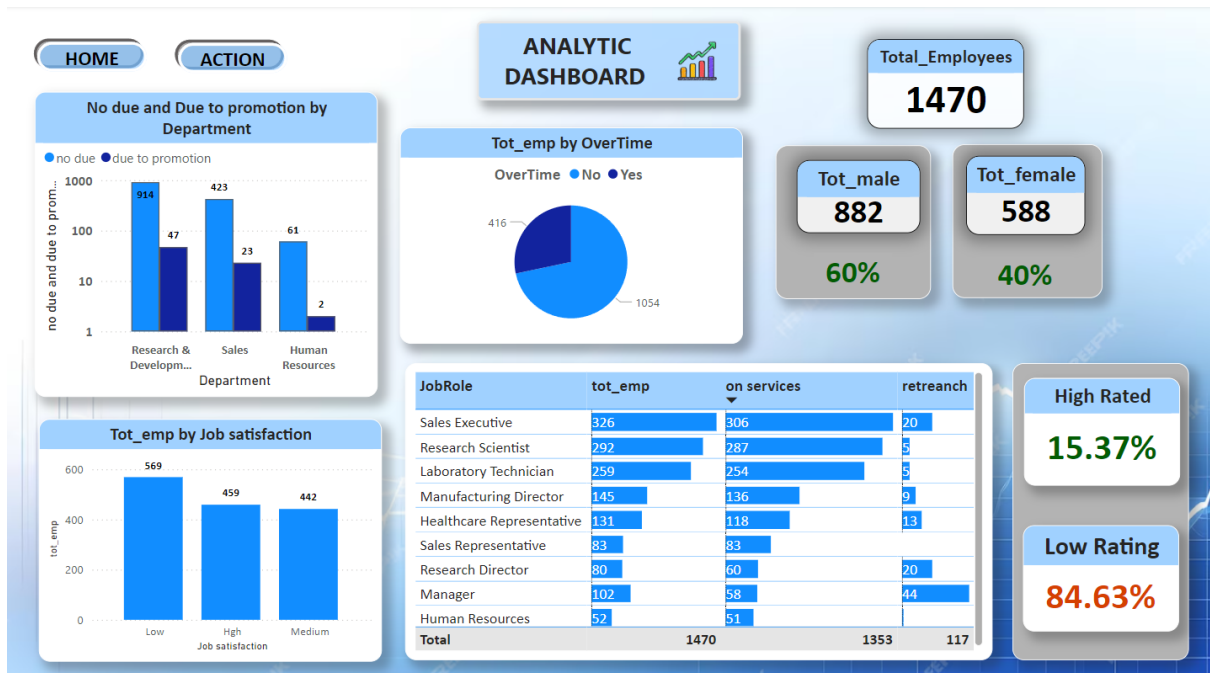 HOME
ACTION
ANALYTIC
DASHBOARD
Total_Employees
1470
No due and Due to promotion by
Department
no due due to promotion
no due and due to prom...
1000
100
10
1
914
47
423
23
61
2
Research &
Developm...
Sales
Human
Resources
Department
Tot_emp by OverTime
OverTime No Yes
416
1054
Tot_male
882
60%
Tot_female
588
40%
Tot_emp by Job satisfaction
tot_emp
600
400
200
0
569
459
442
Low
Hgh
Medium
Job satisfaction
JobRole tot_emp on services retreanch
Sales Executive 326 306 20
Research Scientist 292 287 5
Laboratory Technician 259 254 5
Manufacturing Director 145 136 9
Healthcare Representative 131 118 13
Sales Representative 83 83
Research Director 80 60 20
Manager 102 58 44
Human Resources 52 51
Total 1470 1353 117
High Rated
15.37%
Low Rating
84.63%